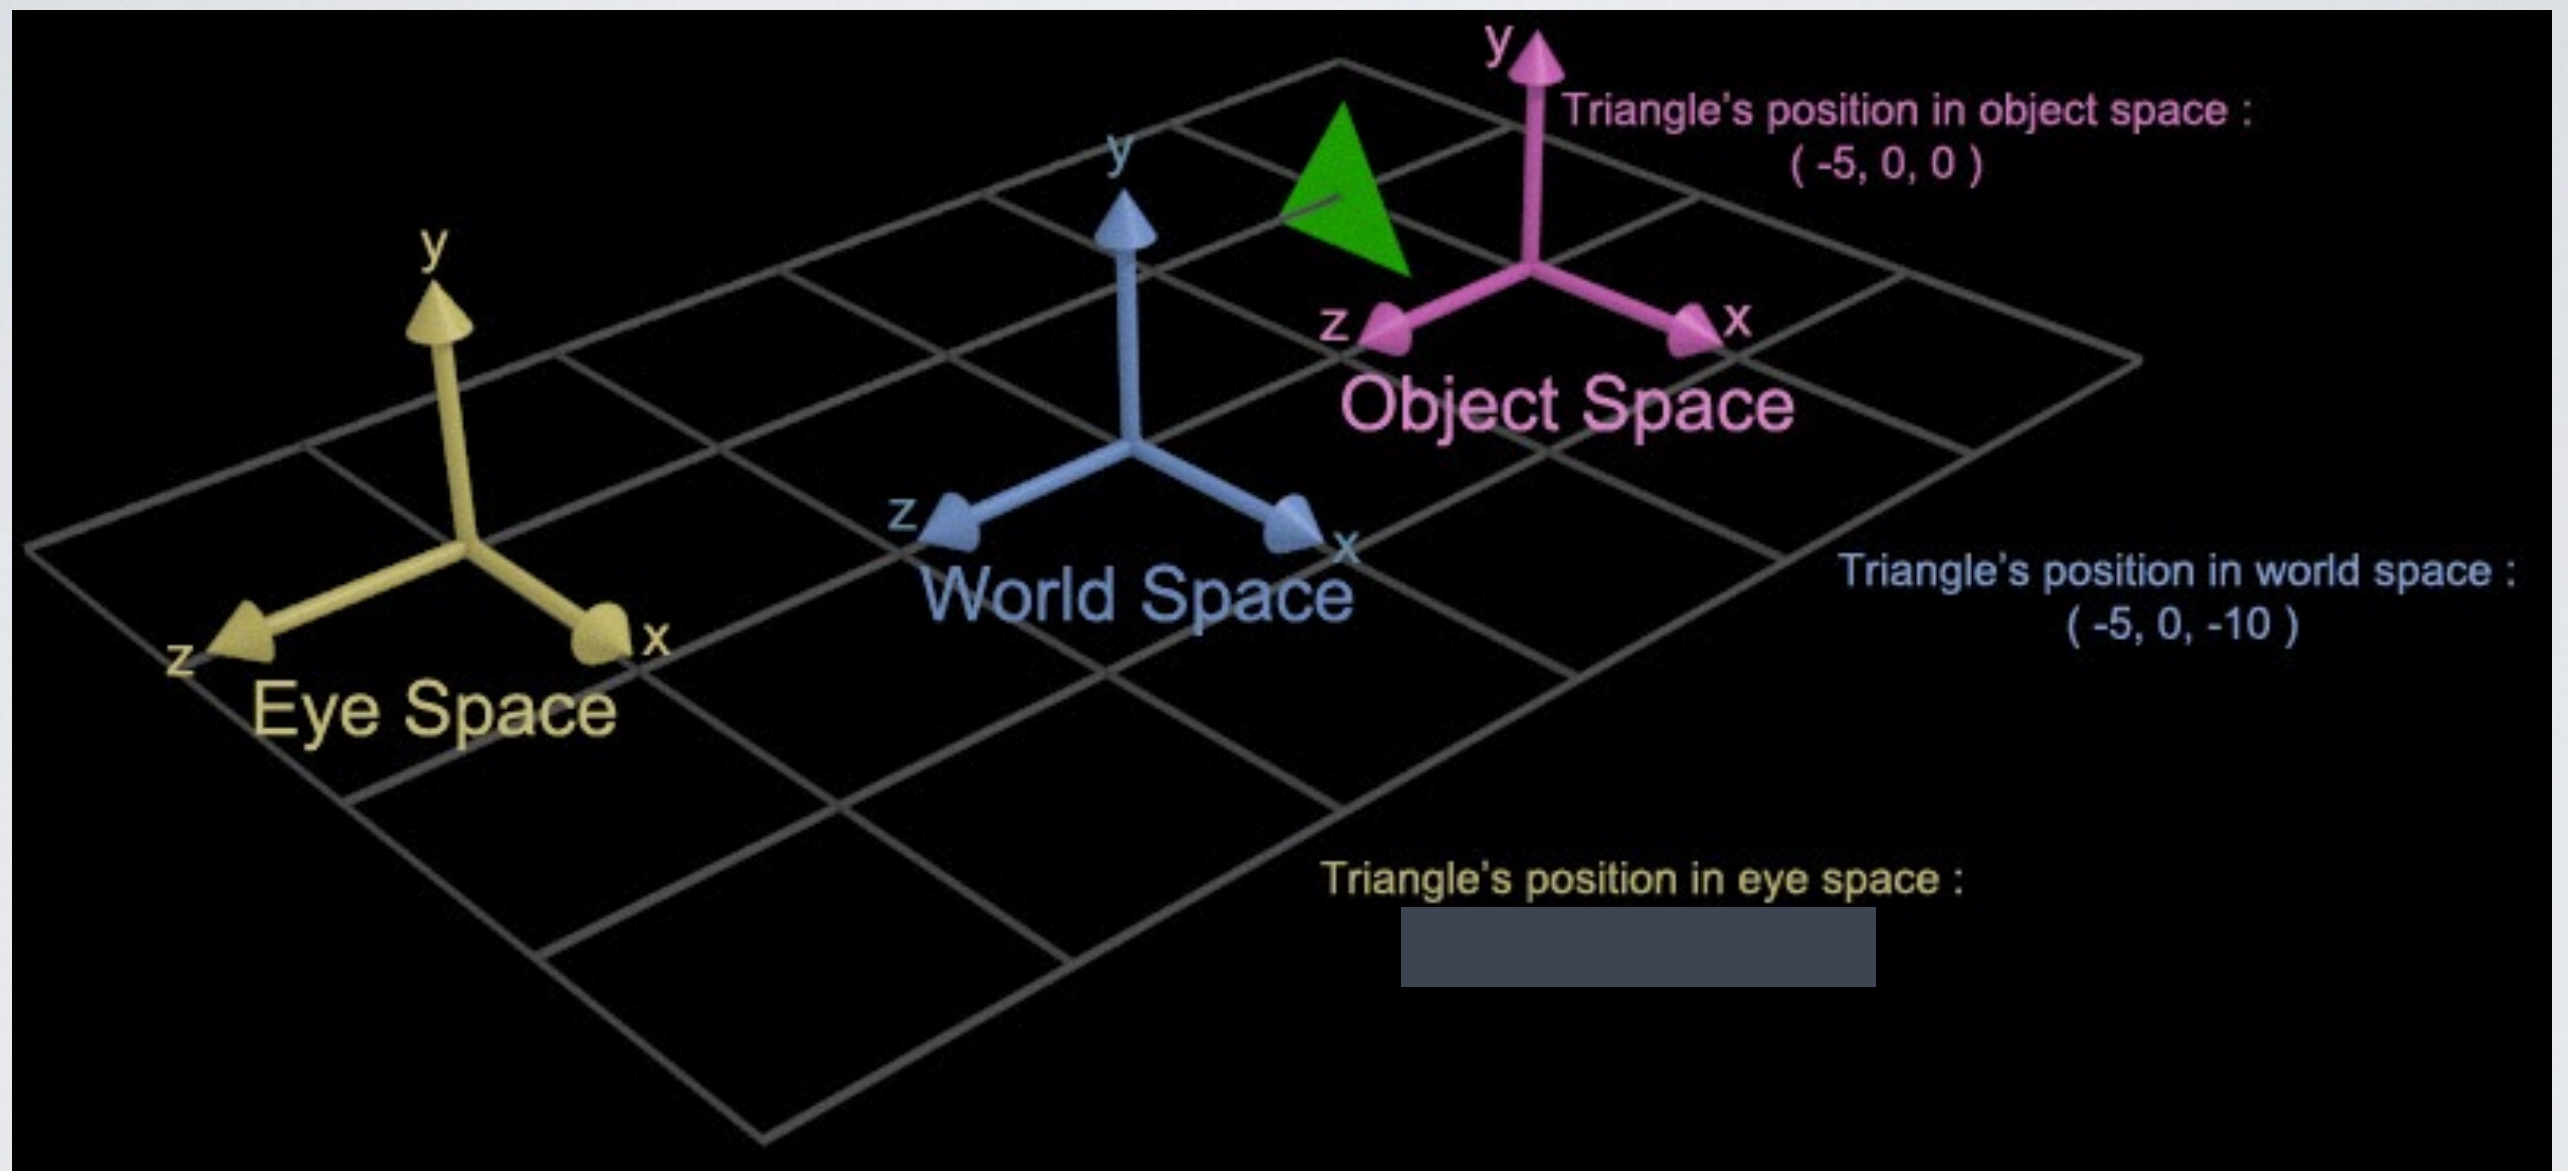 y
Triangle's position in object space :
( -5, 0, 0 )
y
y
z
x
Object Space
z
x
World Space
Triangle's position in world space :
( -5, 0, -10 )
z
x
Eye Space
Triangle's position in eye space :